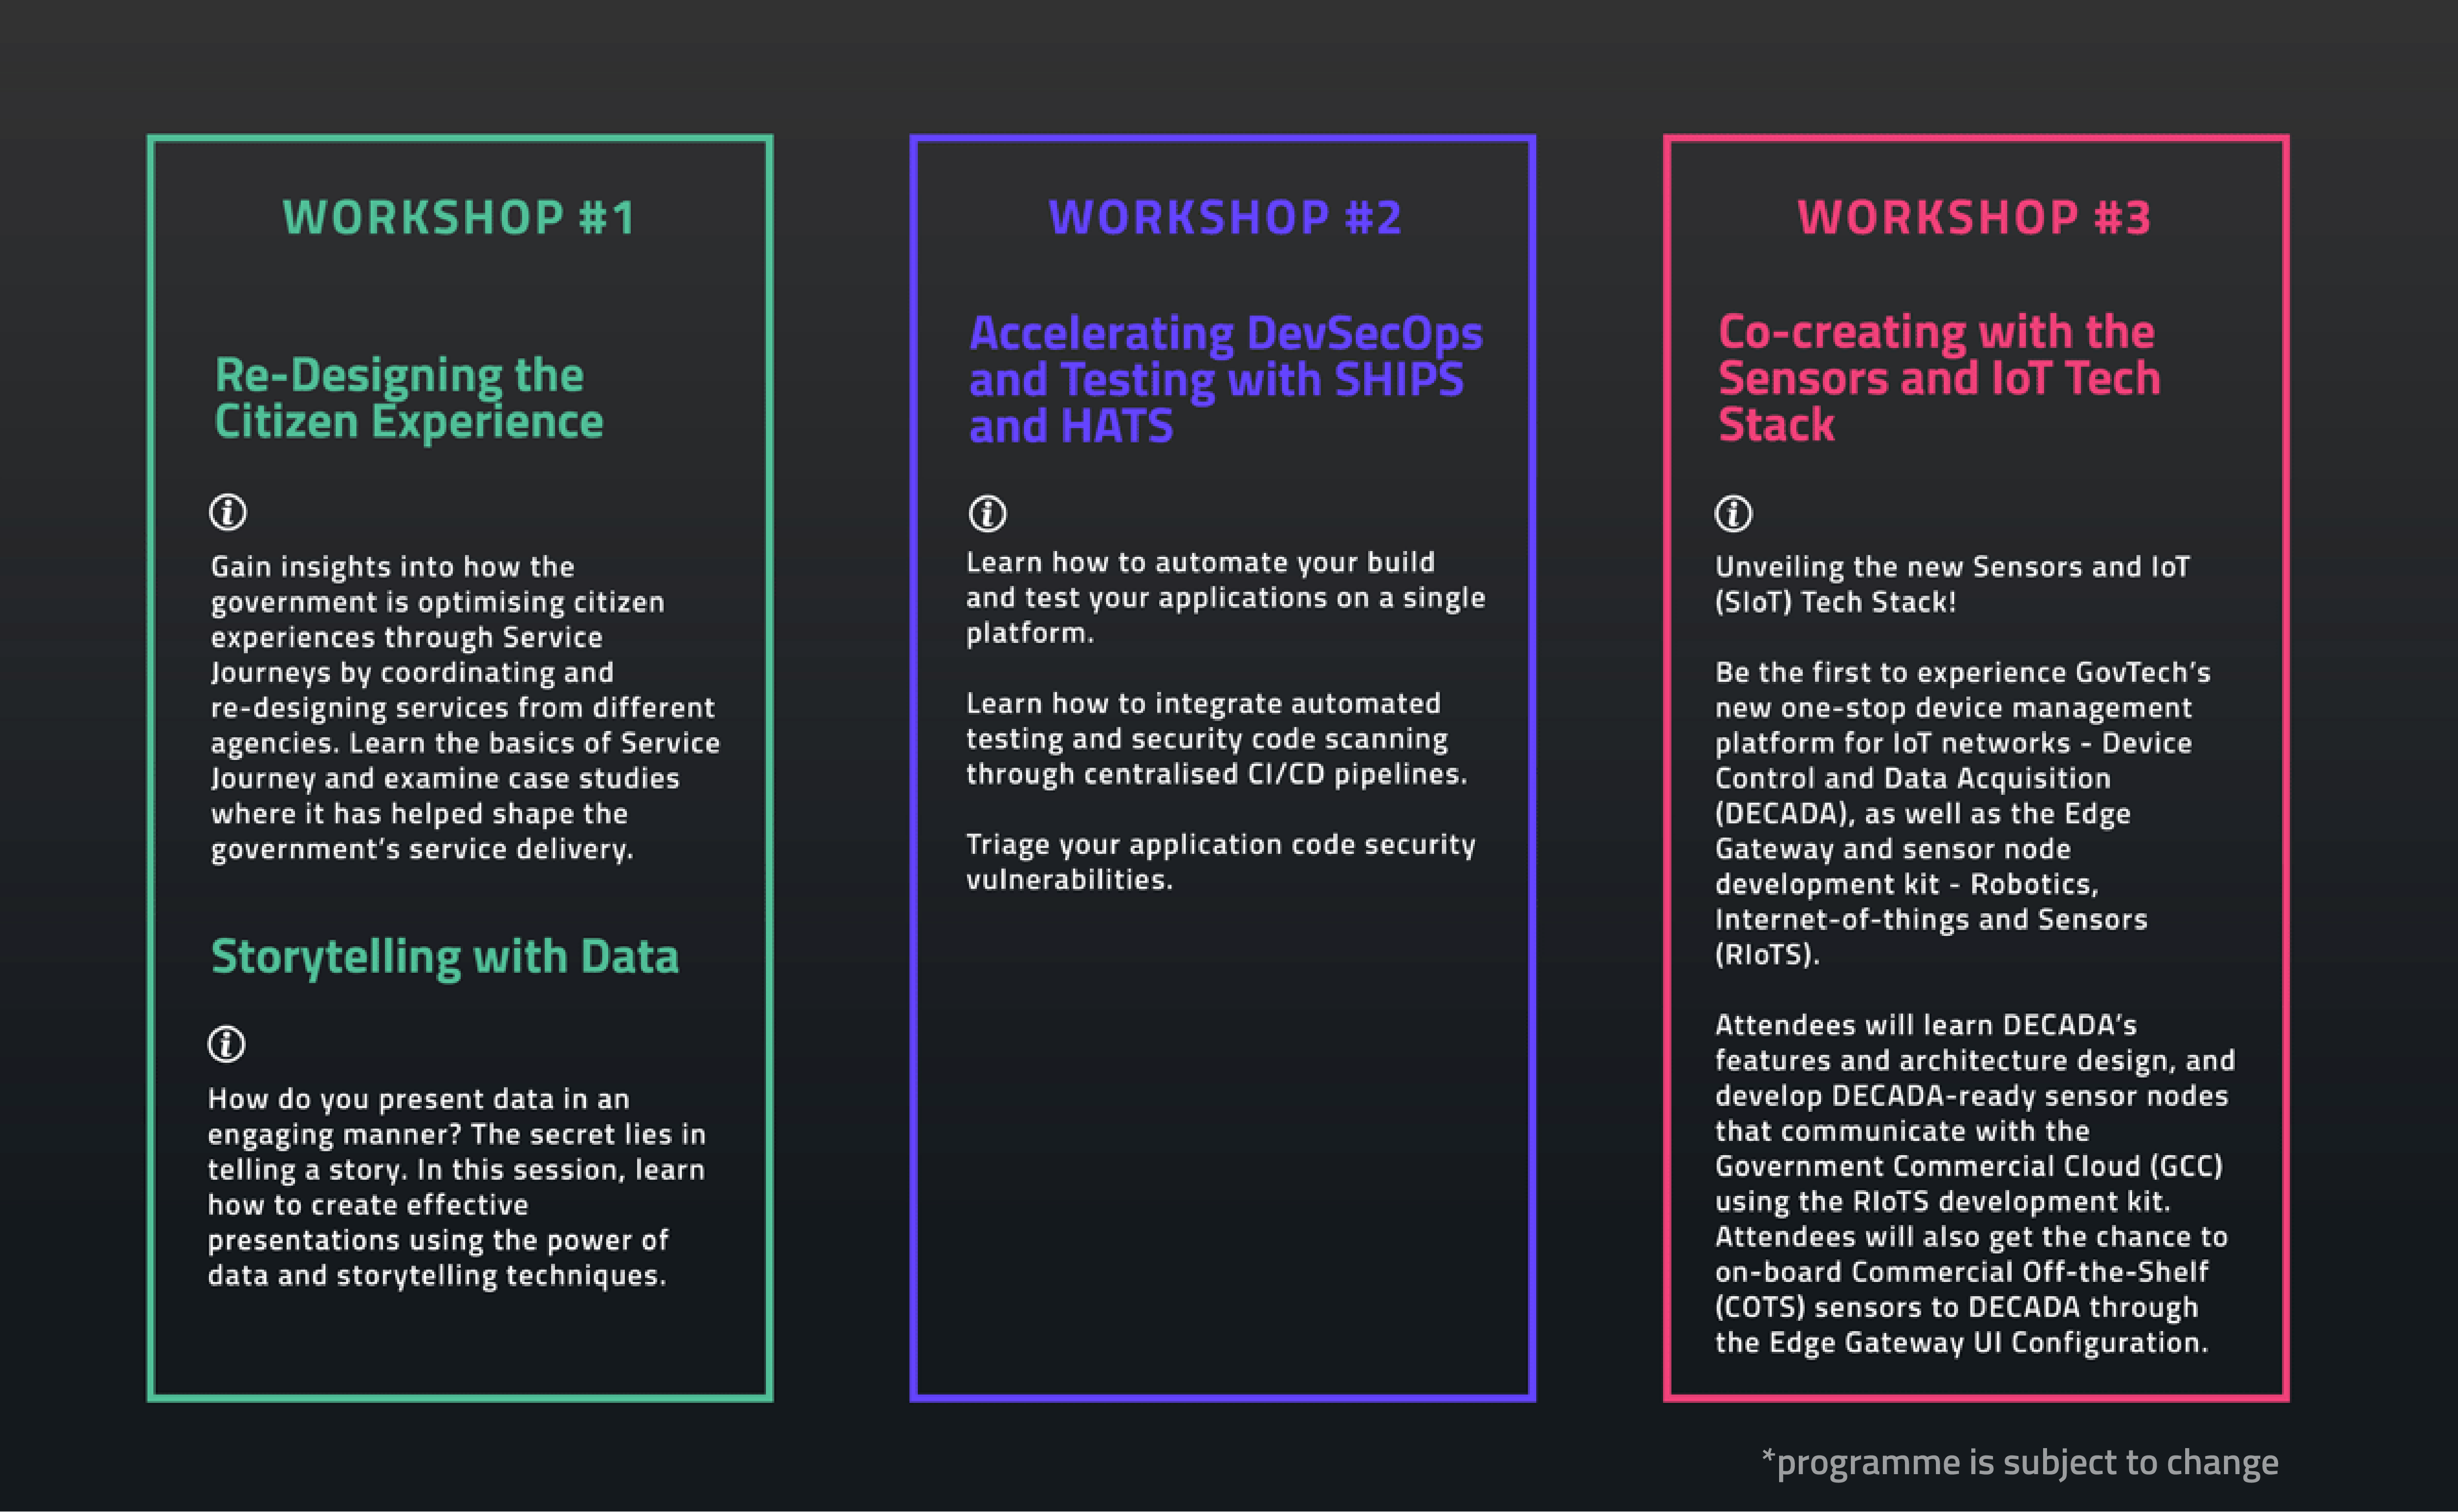 WORKSHOP #1
Re-Designing the
Citizen Experience
Gain insights into how the
government is optimising citizen
experiences through Service
Journeys by coordinating and
re-designing services from different
agencies. Learn the basics of Service
Journey and examine case studies
where it has helped shape the
government's service delivery.
Storytelling with Data
How do you present data in an
engaging manner? The secret lies in
telling a story. In this session, learn
how to create effective
presentations using the power of
data and storytelling techniques.
WORKSHOP #2
Accelerating DevSecOps
and Testing with SHIPS
and HATS
Learn how to automate your build
and test your applications on a single
platform.
Learn how to integrate automated
testing and security code scanning
through centralised CI/CD pipelines.
Triage your application code security
vulnerabilities.
WORKSHOP #3
Co-creating with the
Sensors and IoT Tech
Stack
Unveiling the new Sensors and IoT
(SIoT) Tech Stack!
Be the first to experience GovTech's
new one-stop device management
platform for IoT networks - Device
Control and Data Acquisition
(DECADA), as well as the Edge
Gateway and sensor node
development kit - Robotics,
Internet-of-things and Sensors
(RIoTS).
Attendees will learn DECADA's
features and architecture design, and
develop DECADA-ready sensor nodes
that communicate with the
Government Commercial Cloud (GCC)
using the RIoTS development kit.
Attendees will also get the chance to
on-board Commercial Off-the-Shelf
(COTS) sensors to DECADA through
the Edge Gateway UI Configuration.
*programme is subject to change